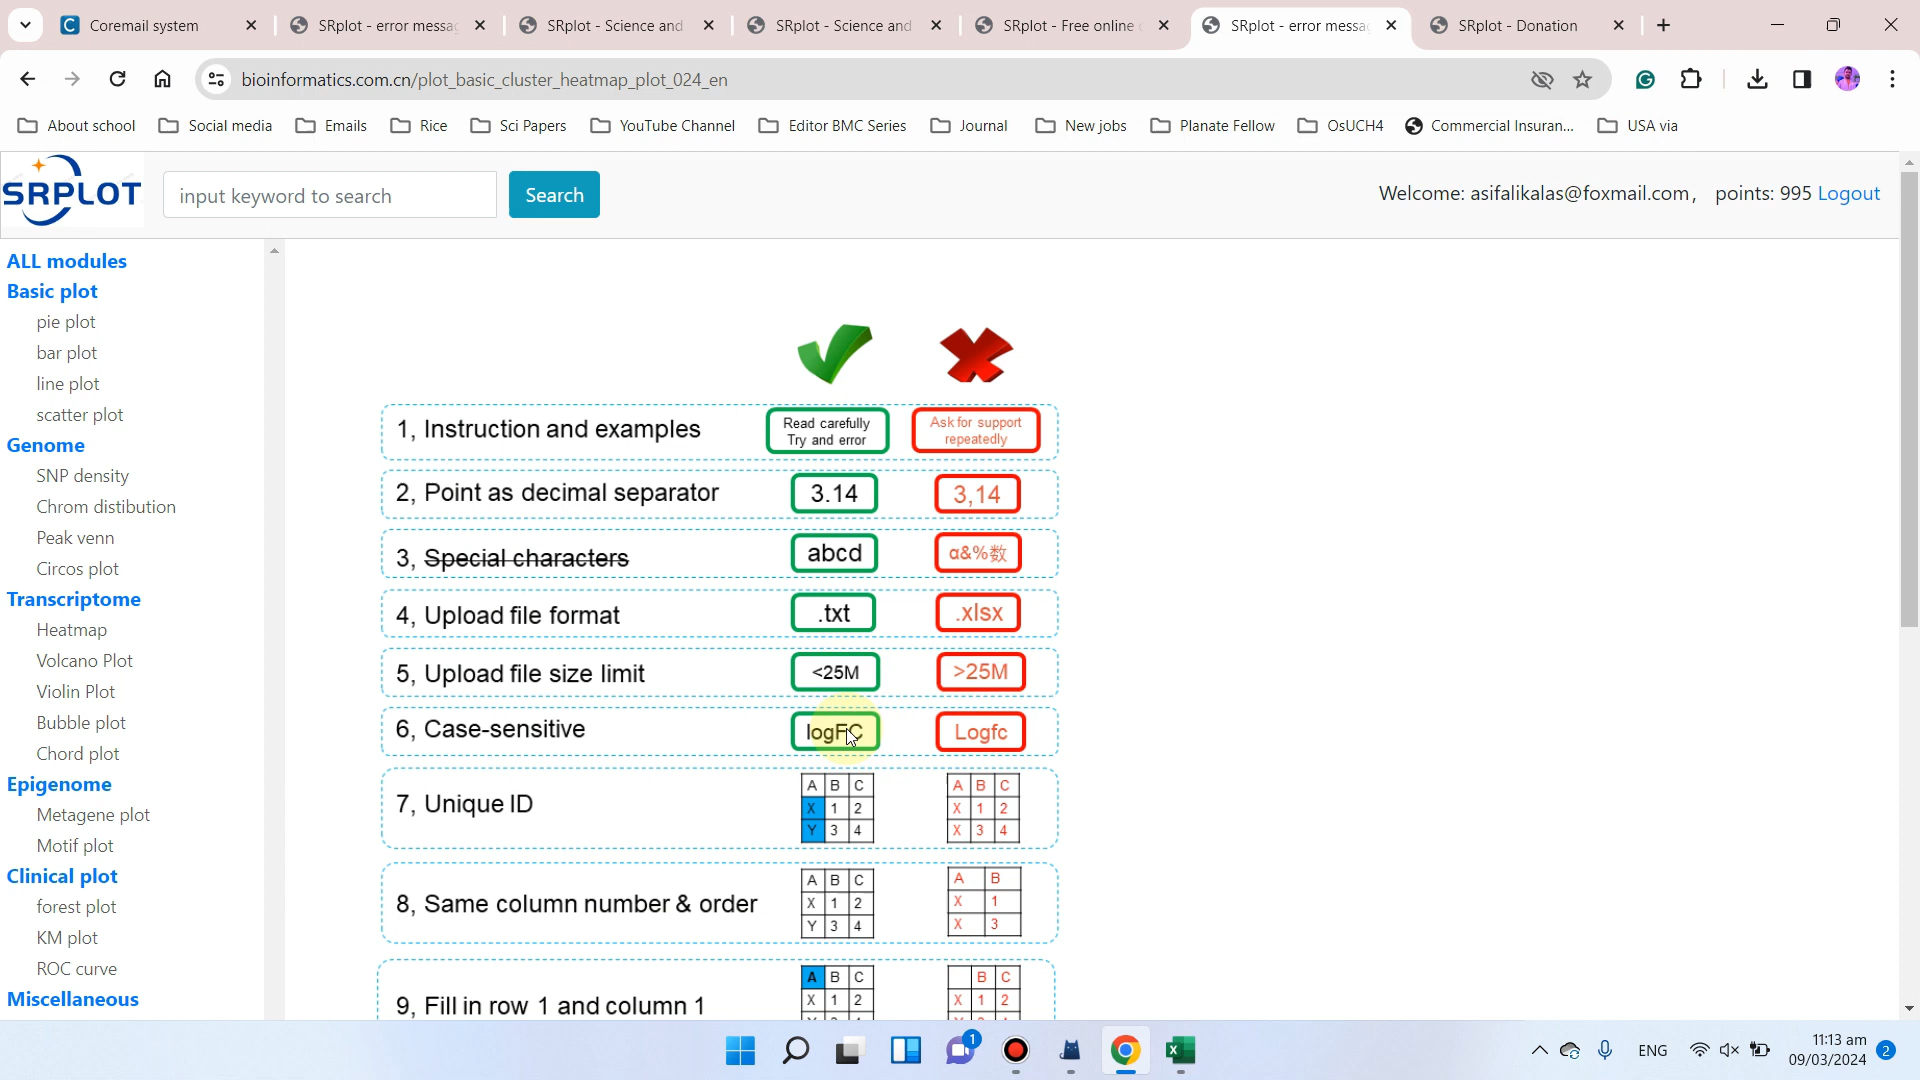 Coremail system
SRplot - error messa
SRplot - Science and
SRplot - Science and
SRplot - Free online
SRplot - error messa
SRplot - Donation
bioinformatics.com.cn/plot_basic_cluster_heatmap_plot_024_en
About school
Social media
Emails
Rice
Sci Papers
YouTube Channel
Editor BMC Series
Journal
New jobs
Planate Fellow
OsUCH4
Commercial Insuran...
USA via
SRPLOT
input keyword to search
Search
Welcome: asifalikalas@foxmail.com, points: 995 Logout
ALL modules
Basic plot
pie plot
bar plot
line plot
scatter plot
Genome
SNP density
Chrom distibution
Peak venn
Circos plot
Transcriptome
Heatmap
Volcano Plot
Violin Plot
Bubble plot
Chord plot
Epigenome
Metagene plot
Motif plot
Clinical plot
forest plot
KM plot
ROC curve
Miscellaneous
1, Instruction and examples
Read carefully
Try and error
Ask for support
repeatedly
2, Point as decimal separator
3.14
3,14
3, Special characters
abcd
α&%数
4, Upload file format
.txt
.xlsx
5, Upload file size limit
<25M
>25M
6, Case-sensitive
logFC
Logfc
7, Unique ID
A B C
X 1 2
Y 3 4
A B C
X 1 2
X 3 4
8, Same column number & order
A B C
X 1 2
Y 3 4
A B
X 1
X 3
9, Fill in row 1 and column 1
A B C
X 1 2
B C
X 1 2
1
ENG
11:13 am
09/03/2024
2